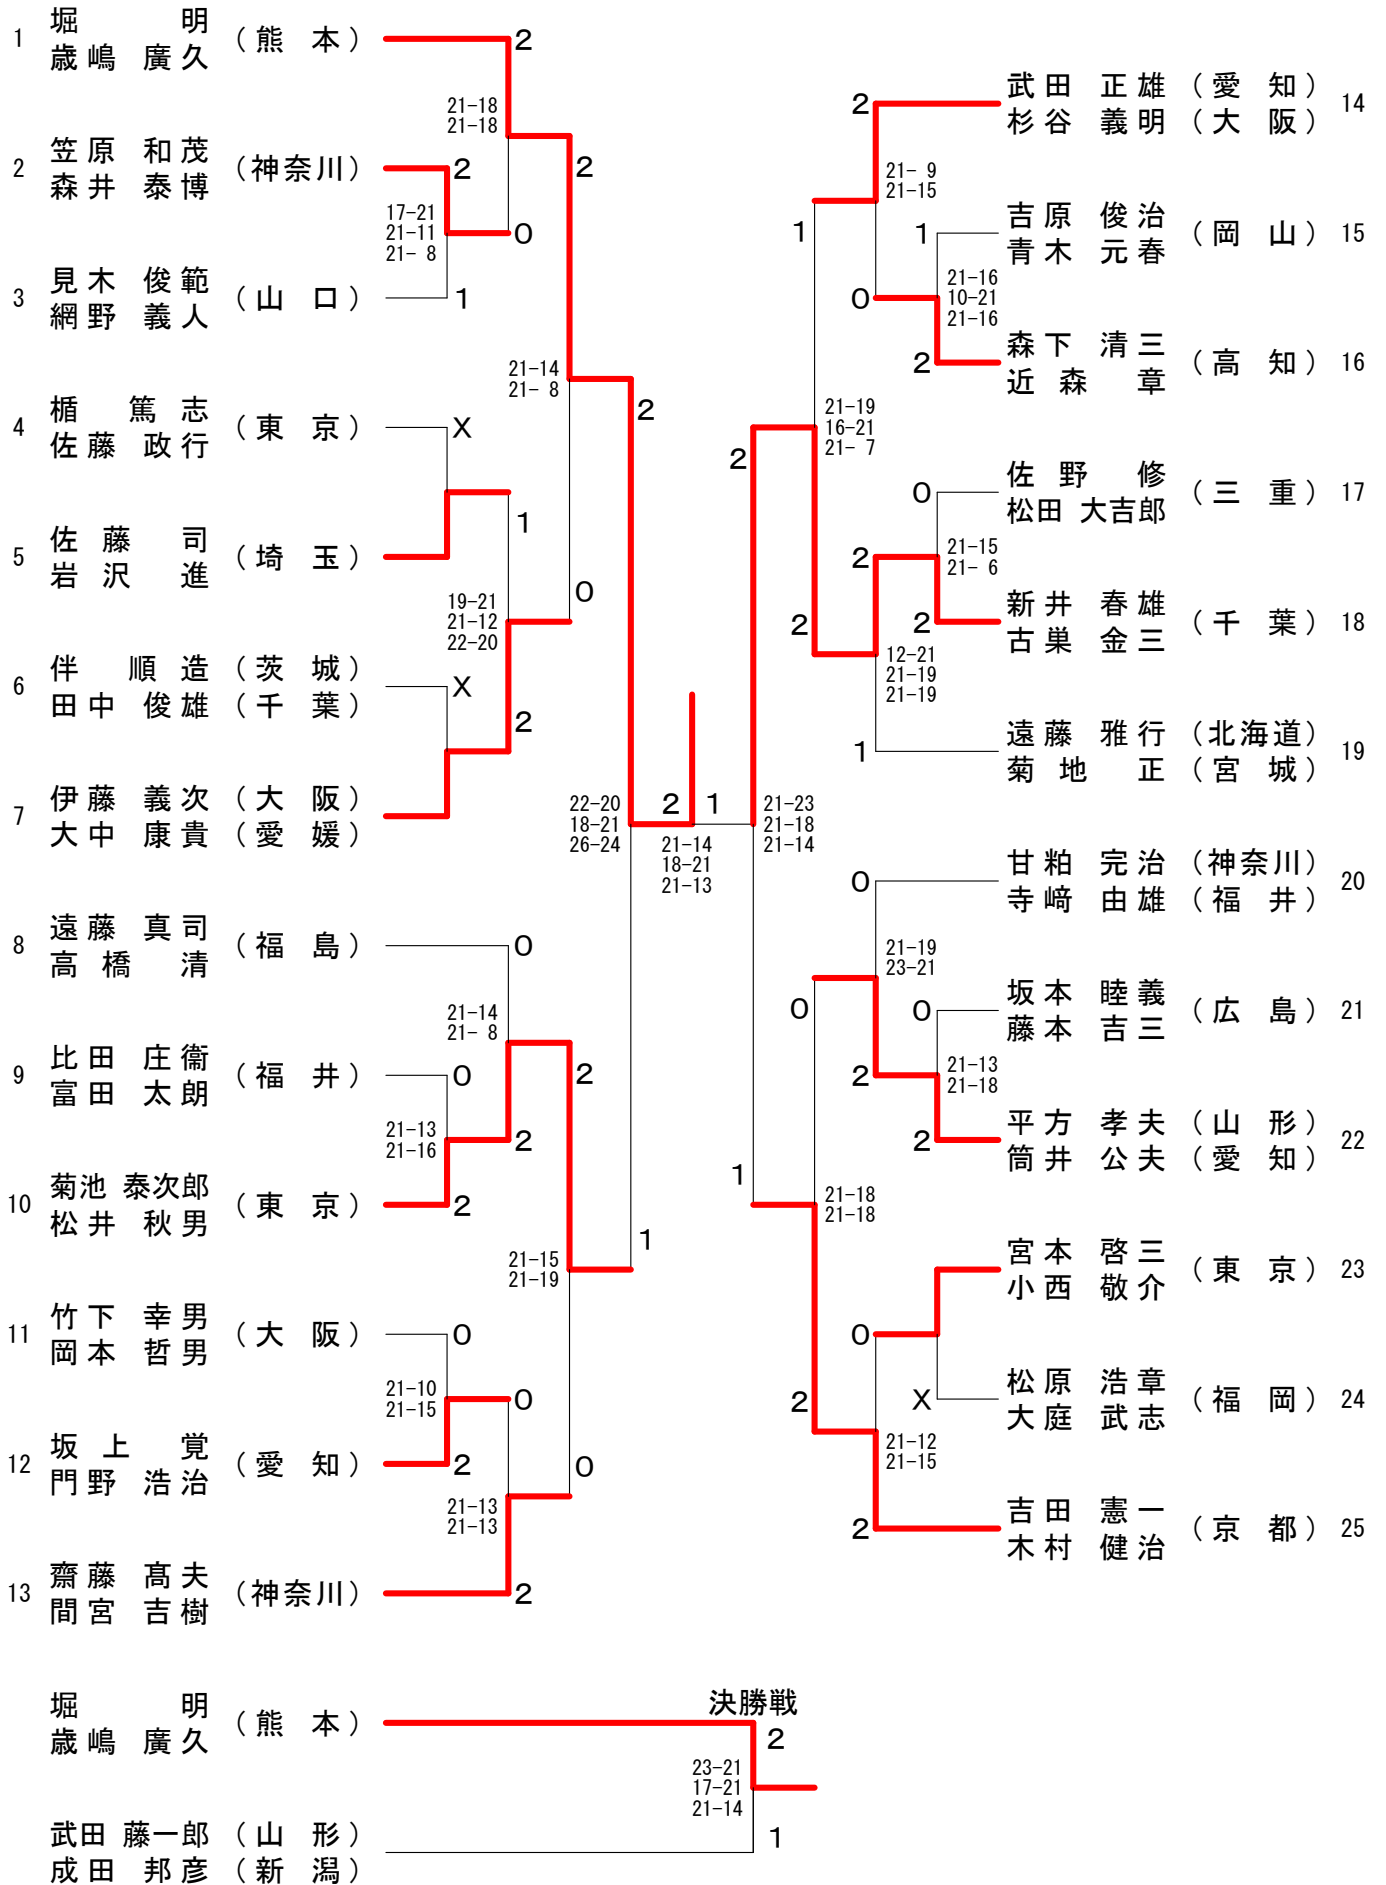 1 堀 明 (熊 本)
歳嶋 廣久
2
21-18
21-18
2 笠原 和茂 (神奈川)
森井 泰博
2
2
17-21
21-11
21- 8
0
3 見木 俊範 (山 口)
網野 義人
1
21-14
21- 8
2
4 楯 篤志 (東 京)
佐藤 政行
X
1
5 佐藤 司 (埼 玉)
岩沢 進
19-21
21-12
22-20
0
6 伴 順造 (茨 城)
田中 俊雄 (千 葉)
X
2
7 伊藤 義次 (大 阪)
大中 康貴 (愛 媛)
22-20
18-21
26-24
2 1
21-14
18-21
21-13
8 遠藤 真司 (福 島)
高橋 清
0
21-14
21- 8
9 比田 庄衞 (福 井)
富田 太朗
0
2
21-13
21-16
2
10 菊池 泰次郎 (東 京)
松井 秋男
2
21-15
21-19
1
11 竹下 幸男 (大 阪)
岡本 哲男
0
21-10
21-15
0
12 坂上 覚 (愛 知)
門野 浩治
2
0
21-13
21-13
13 齋藤 髙夫 (神奈川)
間宮 吉樹
2
2 武田 正雄 (愛 知) 14
杉谷 義明 (大 阪)
21- 9
21-15
1
1 吉原 俊治 (岡 山) 15
青木 元春
21-16
10-21
21-16
0
2 森下 清三 (高 知) 16
近森 章
21-19
16-21
21- 7
2
0 佐野 修 (三 重) 17
松田 大吉郎
21-15
21- 6
2
2 新井 春雄 (千 葉) 18
古巣 金三
2
12-21
21-19
21-19
1 遠藤 雅行 (北海道) 19
菊地 正 (宮 城)
21-23
21-18
21-14
0 甘粕 完治 (神奈川) 20
寺﨑 由雄 (福 井)
21-19
23-21
0
0 坂本 睦義 (広 島) 21
藤本 吉三
21-13
21-18
2
2 平方 孝夫 (山 形) 22
筒井 公夫 (愛 知)
1
21-18
21-18
宮本 啓三 (東 京) 23
小西 敬介
0
2
X 松原 浩章 (福 岡) 24
大庭 武志
21-12
21-15
2 吉田 憲一 (京 都) 25
木村 健治
決勝戦
堀 明 (熊 本)
歳嶋 廣久
2
23-21
17-21
21-14
武田 藤一郎 (山 形)
成田 邦彦 (新 潟)
1